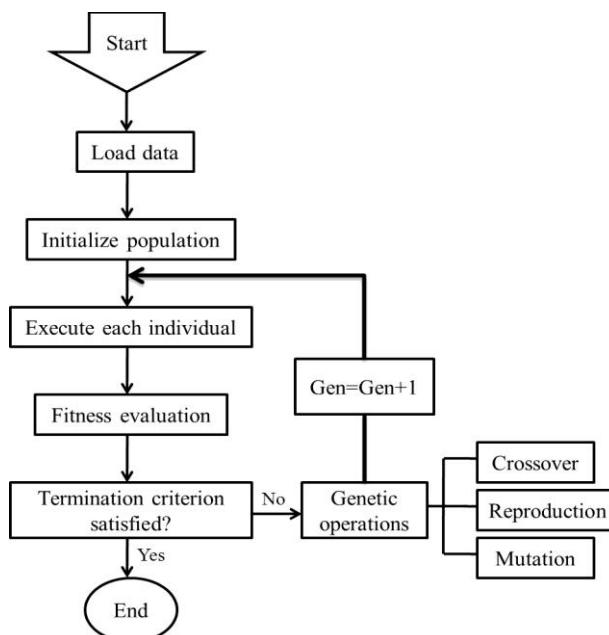 Start
Load data
Initialize population
Execute each individual
Gen=Gen+1
Fitness evaluation
Termination criterion
satisfied?
No
Genetic
operations
Crossover
Reproduction
Mutation
Yes
End